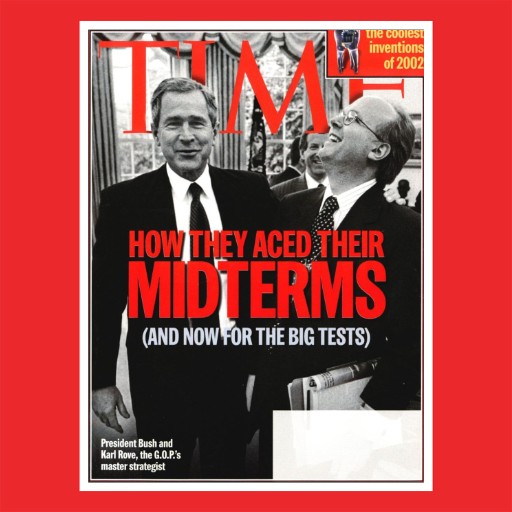 the coolest
inventions
of 2002
TIME
HOW THEY ACED THEIR
MIDTERMS
(AND NOW FOR THE BIG TESTS)
President Bush and
Karl Rove, the G.O.P.'s
master strategist